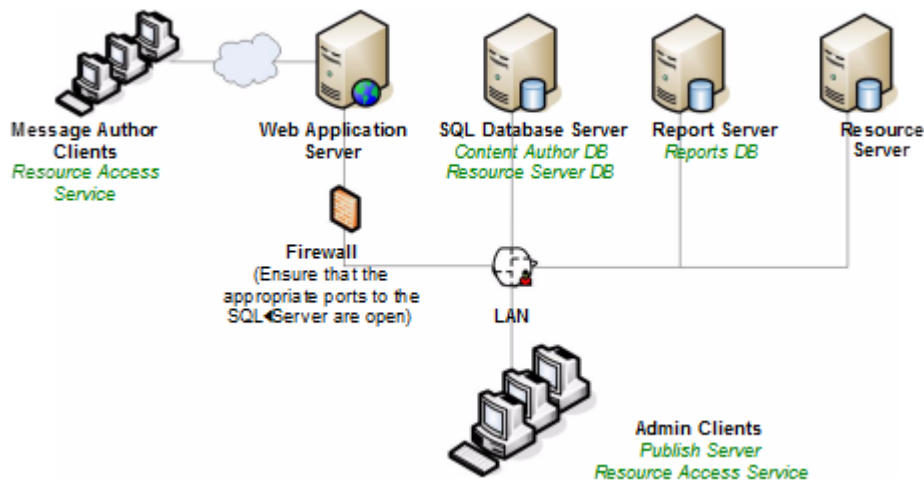 Message Author
Clients
Resource Access
Service
Web Application
Server
SQL Database Server
Content Author DB
Resource Server DB
Report Server
Reports DB
Resource
Server
Firewall
(Ensure that the
appropriate ports to the
SQL Server are open)
LAN
Admin Clients
Publish Server
Resource Access Service